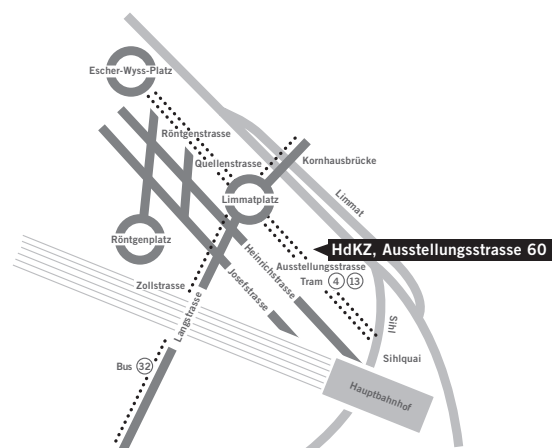 Escher-Wyss-Platz
Röntgenstrasse
Quellenstrasse
Kornhausbrücke
Limmatplatz
Limmat
Röntgenplatz
HdKZ, Ausstellungsstrasse 60
Heinrichstrasse
Ausstellungsstrasse
Tram 4 13
Josefstrasse
Zollstrasse
Langstrasse
Sihl
Sihlquai
Bus 32
Hauptbahnhof